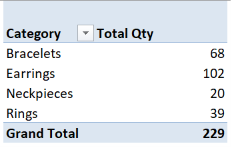 Category Total Qty
Bracelets 68
Earrings 102
Neckpieces 20
Rings 39
Grand Total 229